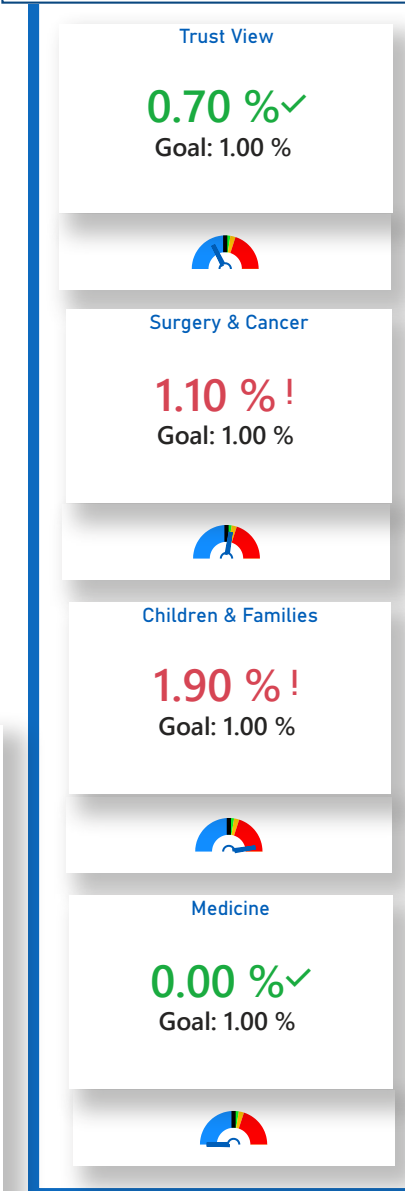 Trust View
0.70 %✓
Goal: 1.00 %
Surgery & Cancer
1.10 % !
Goal: 1.00 %
Children & Families
1.90 % !
Goal: 1.00 %
Medicine
0.00 %✓
Goal: 1.00 %